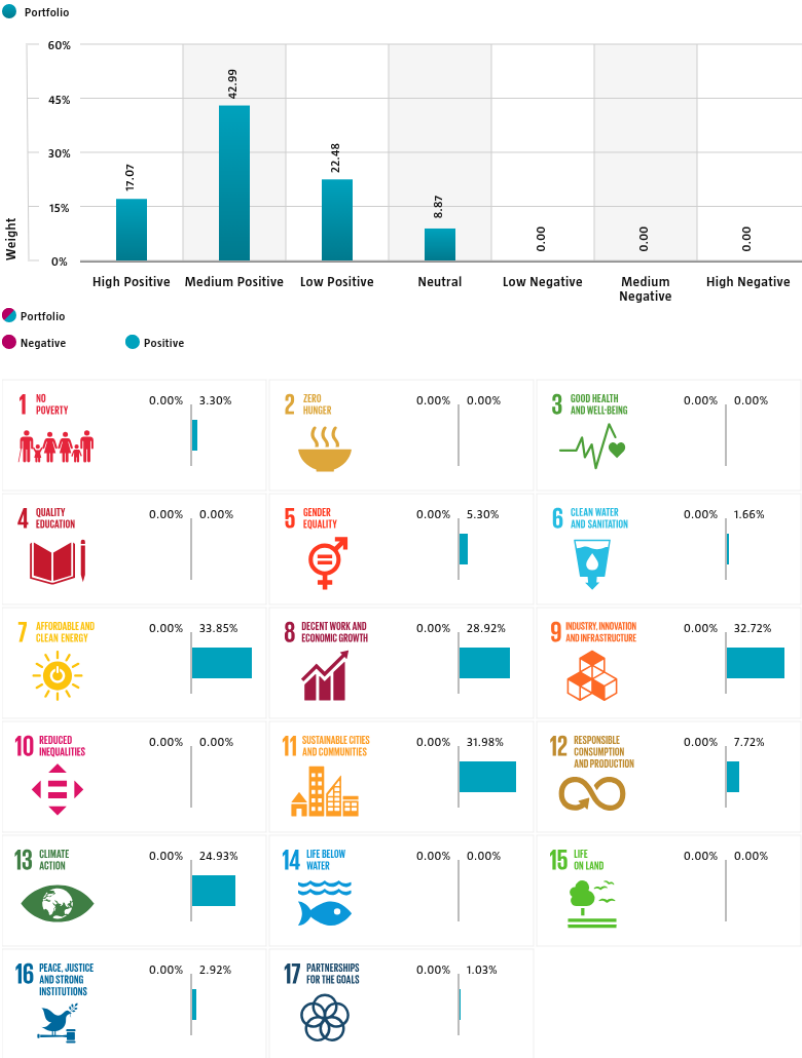 Portfolio
60%
45%
30%
15%
0%
Weight
17.07
42.99
22.48
8.87
0.00
0.00
0.00
High Positive
Medium Positive
Low Positive
Neutral
Low Negative
Medium
Negative
High Negative
Portfolio
Negative
Positive
1 NO
POVERTY
0.00% 3.30%
2 ZERO
HUNGER
0.00% 0.00%
3 GOOD HEALTH
AND WELL-BEING
0.00% 0.00%
4 QUALITY
EDUCATION
0.00% 0.00%
5 GENDER
EQUALITY
0.00% 5.30%
6 CLEAN WATER
AND SANITATION
0.00% 1.66%
7 AFFORDABLE AND
CLEAN ENERGY
0.00% 33.85%
8 DECENT WORK AND
ECONOMIC GROWTH
0.00% 28.92%
9 INDUSTRY, INNOVATION
AND INFRASTRUCTURE
0.00% 32.72%
10 REDUCED
INEQUALITIES
0.00% 0.00%
11 SUSTAINABLE CITIES
AND COMMUNITIES
0.00% 31.98%
12 RESPONSIBLE
CONSUMPTION
AND PRODUCTION
0.00% 7.72%
13 CLIMATE
ACTION
0.00% 24.93%
14 LIFE BELOW
WATER
0.00% 0.00%
15 LIFE
ON LAND
0.00% 0.00%
16 PEACE, JUSTICE
AND STRONG
INSTITUTIONS
0.00% 2.92%
17 PARTNERSHIPS
FOR THE GOALS
0.00% 1.03%